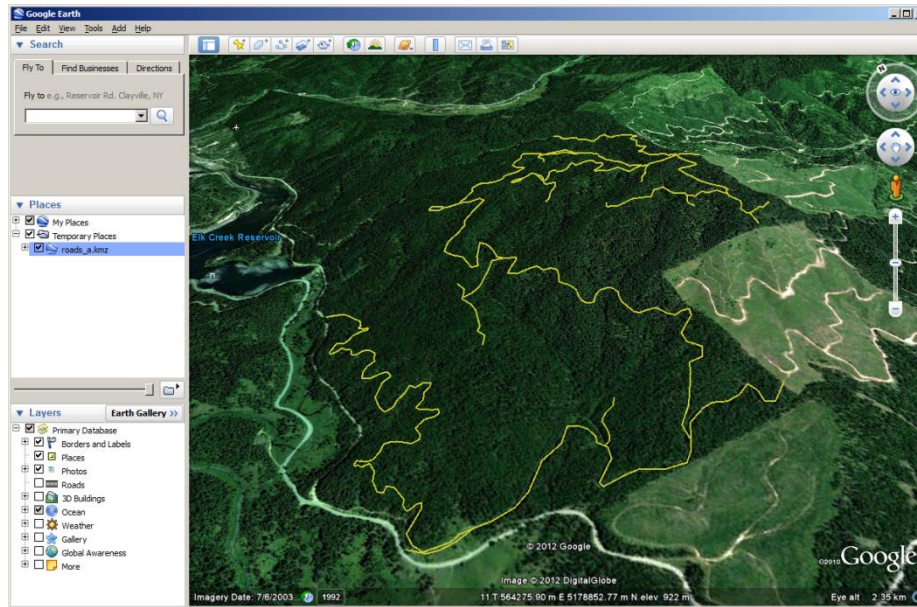 Google Earth
File Edit View Tools Add Help
Search
Fly To Find Businesses Directions
Fly to e.g., Reservoir Rd. Clayville, NY
Places
My Places
Temporary Places
roads_a.kmz
Layers
Earth Gallery >>
Primary Database
Borders and Labels
Places
Photos
Roads
3D Buildings
Ocean
Weather
Gallery
Global Awareness
More
N
Elk Creek Reservoir
© 2012 Google
Image © 2012 DigitalGlobe
©2010 Google
Imagery Date: 7/6/2003 1992 11 T 564275.90 m E 5178852.77 m N elev 922 m Eye alt 2.35 km